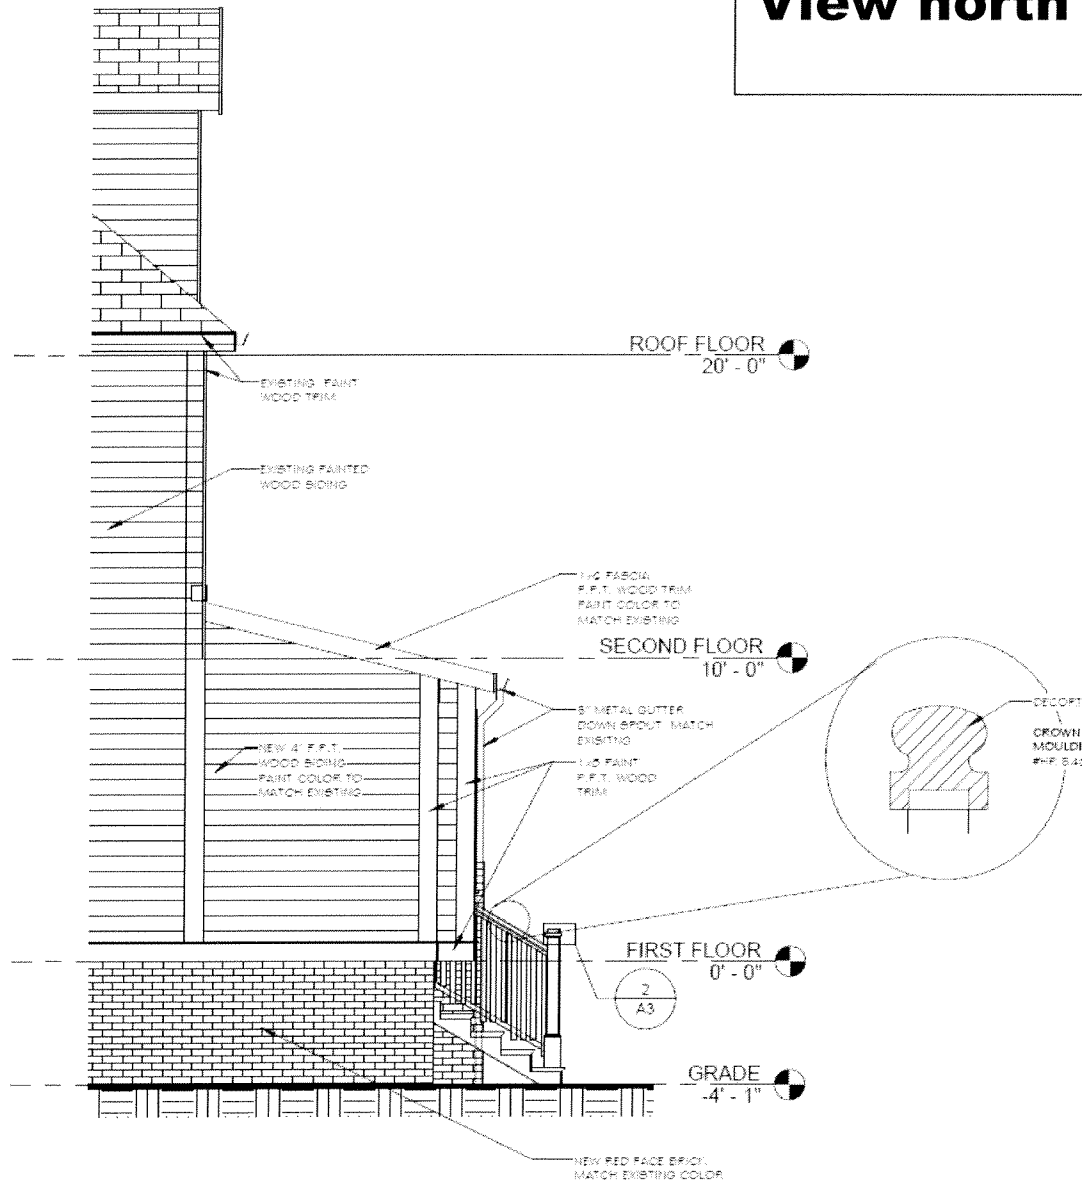 View north
ROOF FLOOR
20' - 0"
EXISTING PAINT
WOOD TRIM
EXISTING PAINTED
WOOD SIDING
FASCIA
P.P.T. WOOD TRIM
PAINT COLOR TO
MATCH EXISTING
SECOND FLOOR
10' - 0"
5" METAL GUTTER
DOWN SPOUT MATCH
EXISITNG
NEW 4" P.P.T.
WOOD SIDING
PAINT COLOR TO
MATCH EXISTING
PAINT
P.P.T. WOOD
TRIM
CROWN
FIRST FLOOR
0' - 0"
2
A3
GRADE
-4' - 1"
NEW RED FACE BRICK,
MATCH EXISTING COLOR